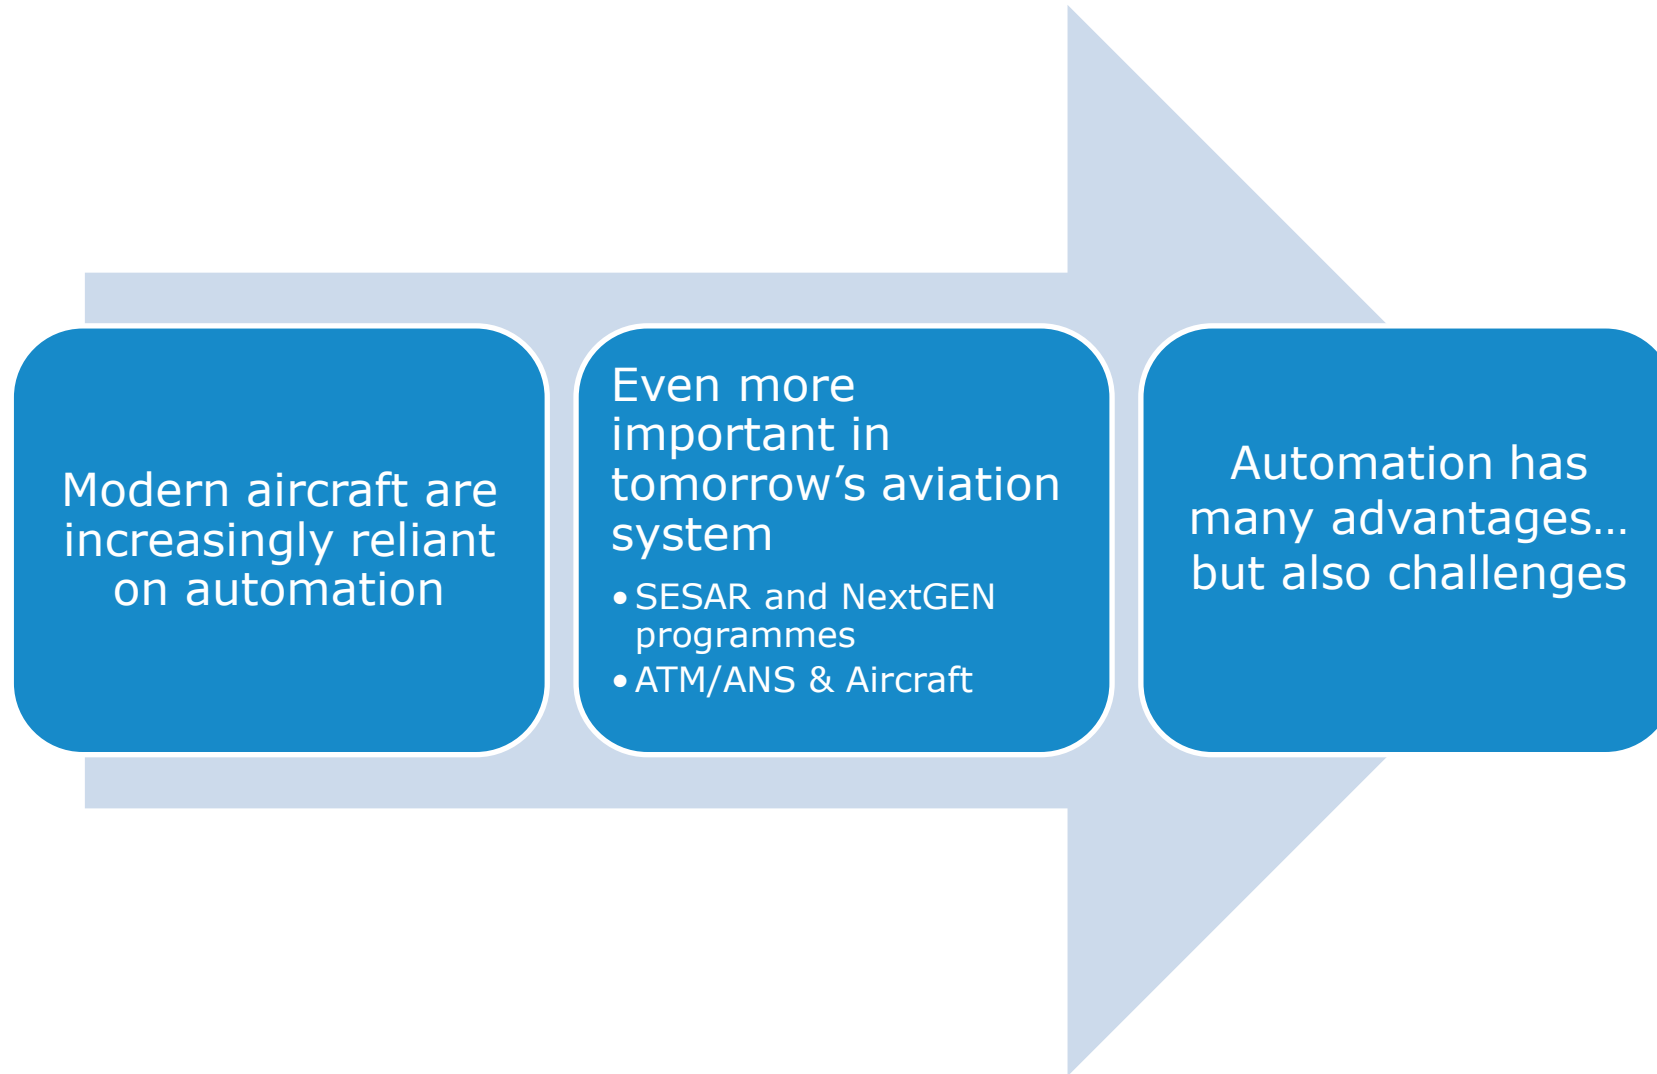 Modern aircraft are
increasingly reliant
on automation
Even more
important in
tomorrow’s aviation
system
• SESAR and NextGEN
programmes
• ATM/ANS & Aircraft
Automation has
many advantages…
but also challenges